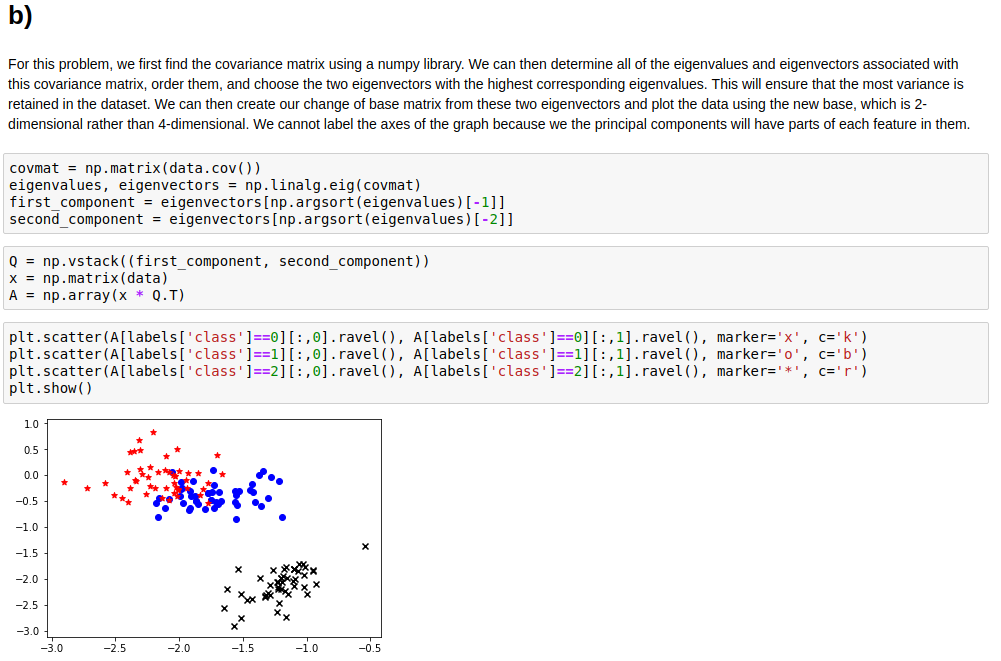 b)
For this problem, we first find the covariance matrix using a numpy library. We can then determine all of the eigenvalues and eigenvectors associated with
this covariance matrix, order them, and choose the two eigenvectors with the highest corresponding eigenvalues. This will ensure that the most variance is
retained in the dataset. We can then create our change of base matrix from these two eigenvectors and plot the data using the new base, which is 2-
dimensional rather than 4-dimensional. We cannot label the axes of the graph because we the principal components will have parts of each feature in them.
covmat = np.matrix(data.cov())
eigenvalues, eigenvectors = np.linalg.eig(covmat)
first_component = eigenvectors[np.argsort(eigenvalues)[-1]]
second_component = eigenvectors[np.argsort(eigenvalues)[-2]]
Q = np.vstack((first_component, second_component))
x = np.matrix(data)
A = np.array(x * Q.T)
plt.scatter(A[labels['class']==0][:,0].ravel(), A[labels['class']==0][:,1].ravel(), marker='x', c='k')
plt.scatter(A[labels['class']==1][:,0].ravel(), A[labels['class']==1][:,1].ravel(), marker='o', c='b')
plt.scatter(A[labels['class']==2][:,0].ravel(), A[labels['class']==2][:,1].ravel(), marker='*', c='r')
plt.show()
1.0
0.5
0.0
−0.5
−1.0
−1.5
−2.0
−2.5
−3.0
−3.0 −2.5 −2.0 −1.5 −1.0 −0.5